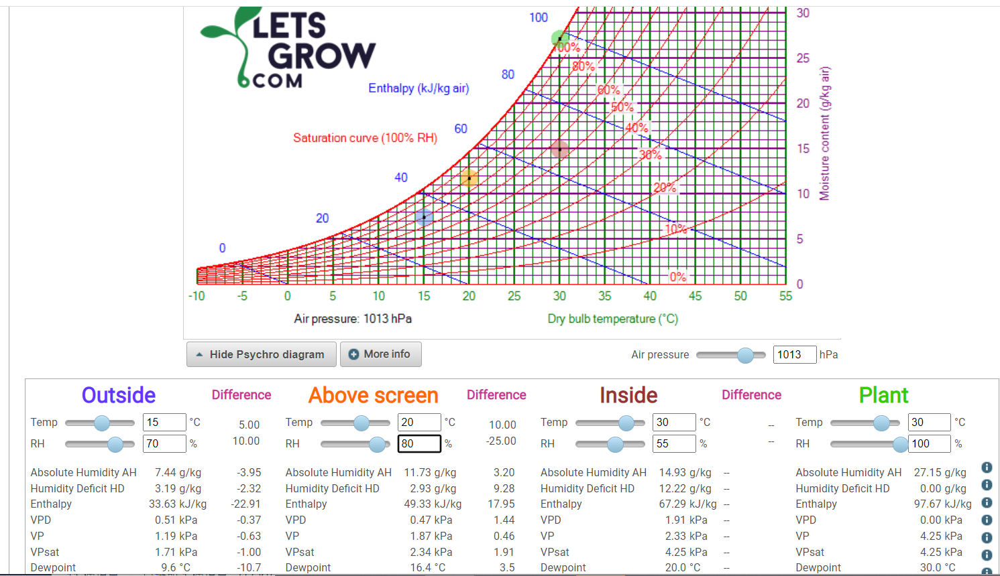 LETS
GROW
COM
Enthalpy (kJ/kg air)
Saturation curve (100% RH)
100
80
60
40
20
0
100%
80%
60%
50%
40%
30%
20%
10%
0%
30
25
20
15
10
5
0
Moisture content (g/kg air)
-10 -5 0 5 10 15 20 25 30 35 40 45 50 55
Air pressure: 1013 hPa Dry bulb temperature (°C)
Hide Psychro diagram More info Air pressure 1013 hPa
Outside Difference Above screen Difference Inside Difference Plant
Temp 15 °C 5.00 Temp 20 °C 10.00 Temp 30 °C -- Temp 30 °C
RH 70 % 10.00 RH 80 % -25.00 RH 55 % -- RH 100 %
Absolute Humidity AH 7.44 g/kg -3.95 Absolute Humidity AH 11.73 g/kg 3.20 Absolute Humidity AH 14.93 g/kg -- Absolute Humidity AH 27.15 g/kg
Humidity Deficit HD 3.19 g/kg -2.32 Humidity Deficit HD 2.93 g/kg 9.28 Humidity Deficit HD 12.22 g/kg -- Humidity Deficit HD 0.00 g/kg
Enthalpy 33.63 kJ/kg -22.91 Enthalpy 49.33 kJ/kg 17.95 Enthalpy 67.29 kJ/kg -- Enthalpy 97.67 kJ/kg
VPD 0.51 kPa -0.37 VPD 0.47 kPa 1.44 VPD 1.91 kPa -- VPD 0.00 kPa
VP 1.19 kPa -0.63 VP 1.87 kPa 0.46 VP 2.33 kPa -- VP 4.25 kPa
VPsat 1.71 kPa -1.00 VPsat 2.34 kPa 1.91 VPsat 4.25 kPa -- VPsat 4.25 kPa
Dewpoint 9.6 °C -10.7 Dewpoint 16.4 °C 3.5 Dewpoint 20.0 °C -- Dewpoint 30.0 °C